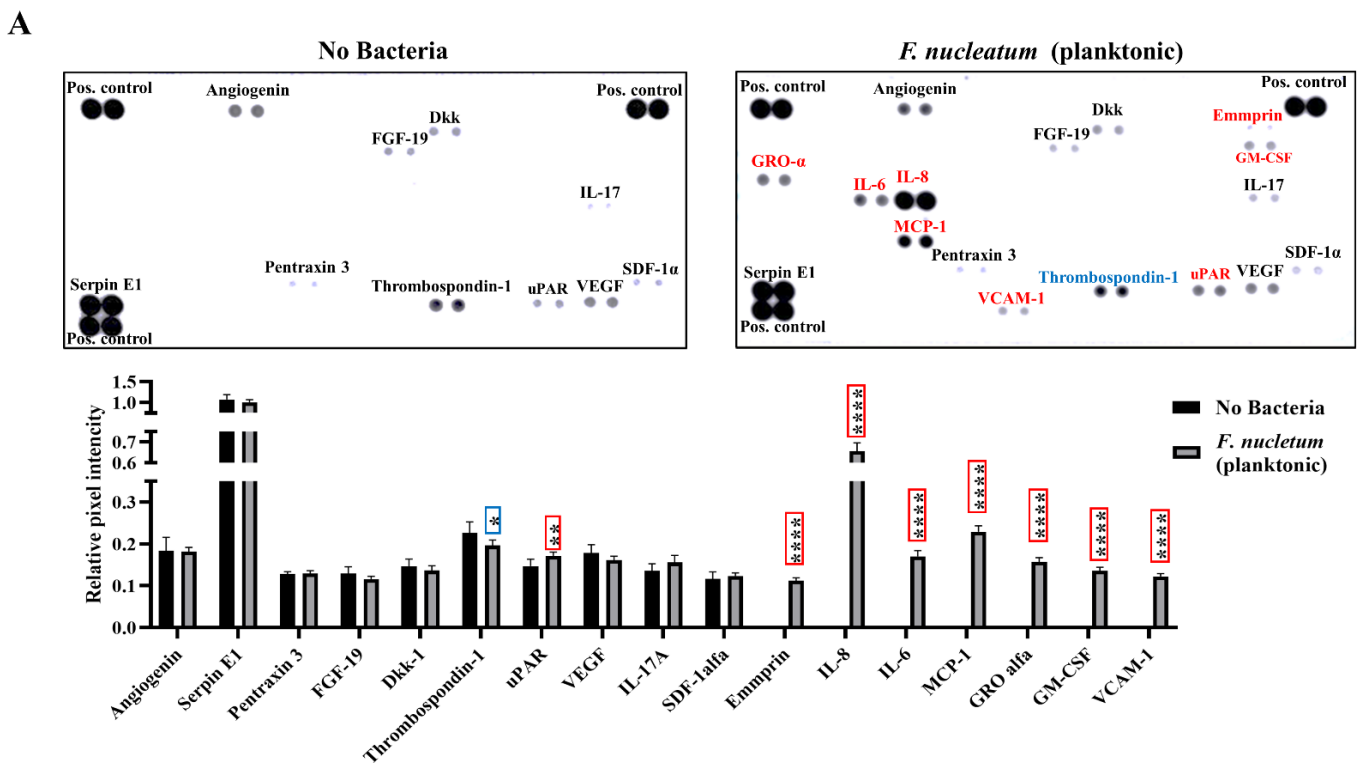 A
No Bacteria
F. nucleatum (planktonic)
Pos. control
Angiogenin
Pos. control
Dkk
FGF-19
IL-17
Pentraxin 3
SDF-1α
Serpin E1
Thrombospondin-1
uPAR
VEGF
Pos. control
Pos. control
Angiogenin
Pos. control
Dkk
Emmprin
FGF-19
GRO-α
GM-CSF
IL-6
IL-8
IL-17
MCP-1
Pentraxin 3
SDF-1α
Serpin E1
Thrombospondin-1
uPAR
VEGF
VCAM-1
Pos. control
Relative pixel intencity
1.5
1.0
0.7
0.6
0.3
0.2
0.1
0.0
*
**
****
****
****
****
****
****
****
No Bacteria
F. nucletum
(planktonic)
Angiogenin
Serpin E1
Pentraxin 3
FGF-19
Dkk-1
Thrombospondin-1
uPAR
VEGF
IL-17A
SDF-1alfa
Emmprin
IL-8
IL-6
MCP-1
GRO alfa
GM-CSF
VCAM-1